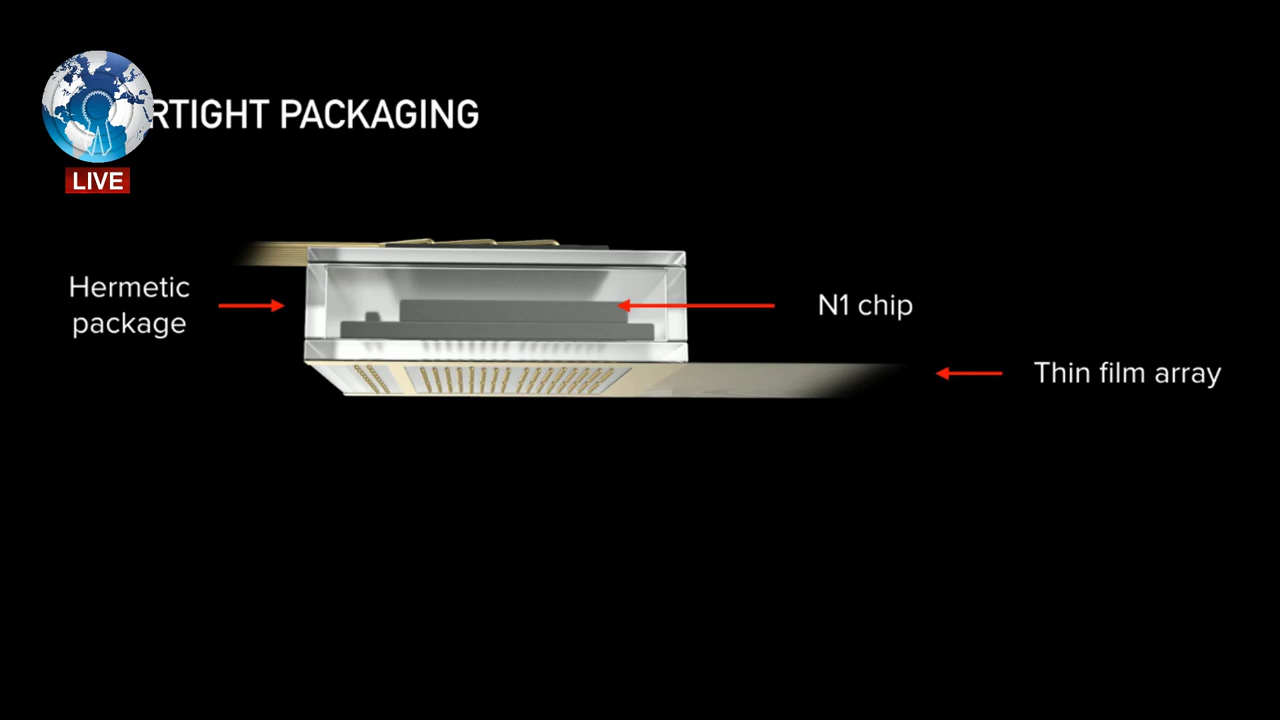 RTIGHT PACKAGING
LIVE
Hermetic
package
N1 chip
Thin film array